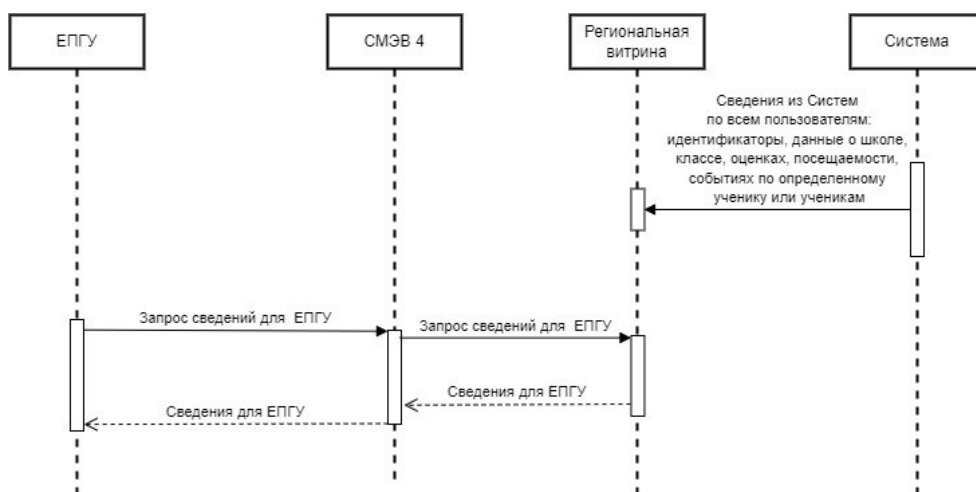 ЕПГУ
СМЭВ 4
Региональная
витрина
Система
Сведения из Систем
по всем пользователям:
идентификаторы, данные о школе,
классе, оценках, посещаемости,
событиях по определенному
ученику или ученикам
Запрос сведений для ЕПГУ
Запрос сведений для ЕПГУ
Сведения для ЕПГУ
Сведения для ЕПГУ